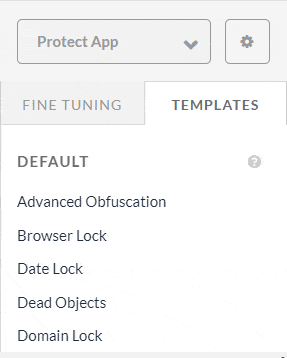 Protect App
FINE TUNING
TEMPLATES
DEFAULT
?
Advanced Obfuscation
Browser Lock
Date Lock
Dead Objects
Domain Lock